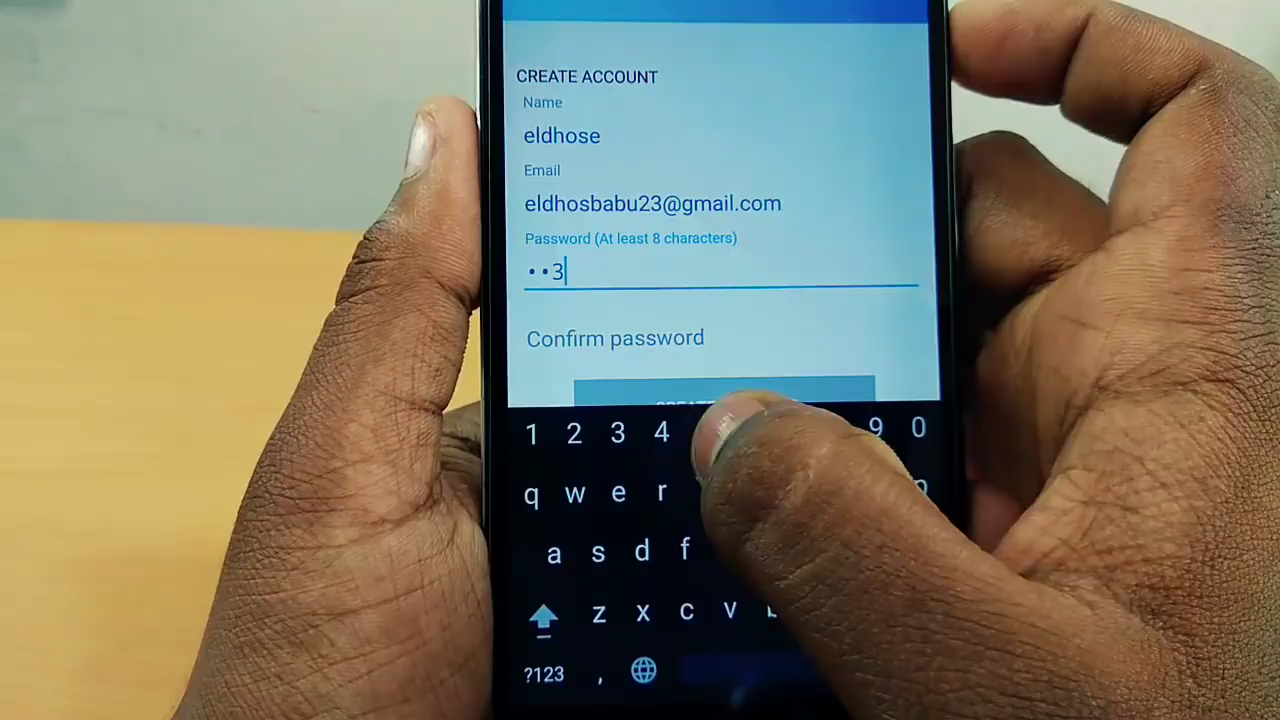 CREATE ACCOUNT
Name
eldhose
Email
eldhosbabu23@gmail.com
Password (At least 8 characters)
••3
Confirm password
1 2 3 4 9 0
q w e r p
a s d f
z x c v
?123 ,